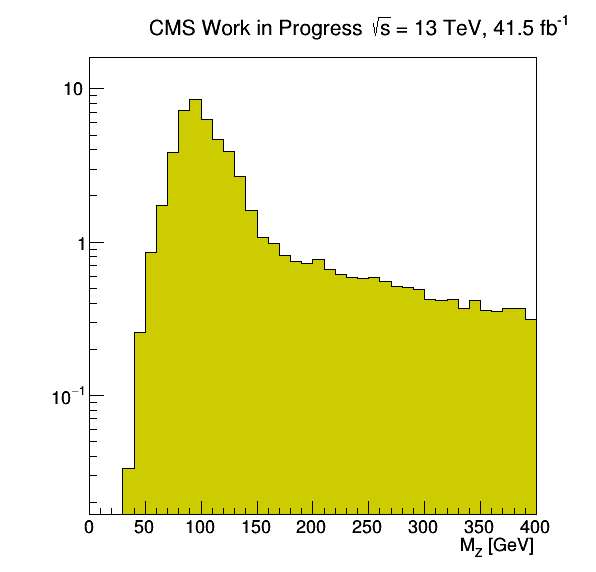 CMS Work in Progress √s = 13 TeV, 41.5 fb⁻¹
10
1
10⁻¹
0 50 100 150 200 250 300 350 400
M_Z [GeV]